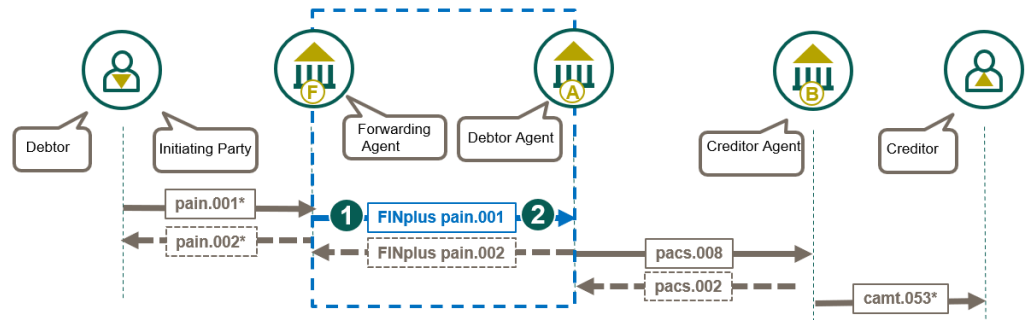 F
A
B
Debtor
Initiating Party
Forwarding
Agent
Debtor Agent
Creditor Agent
Creditor
pain.001*
1
FINplus pain.001
2
pain.002*
FINplus pain.002
pacs.008
pacs.002
camt.053*